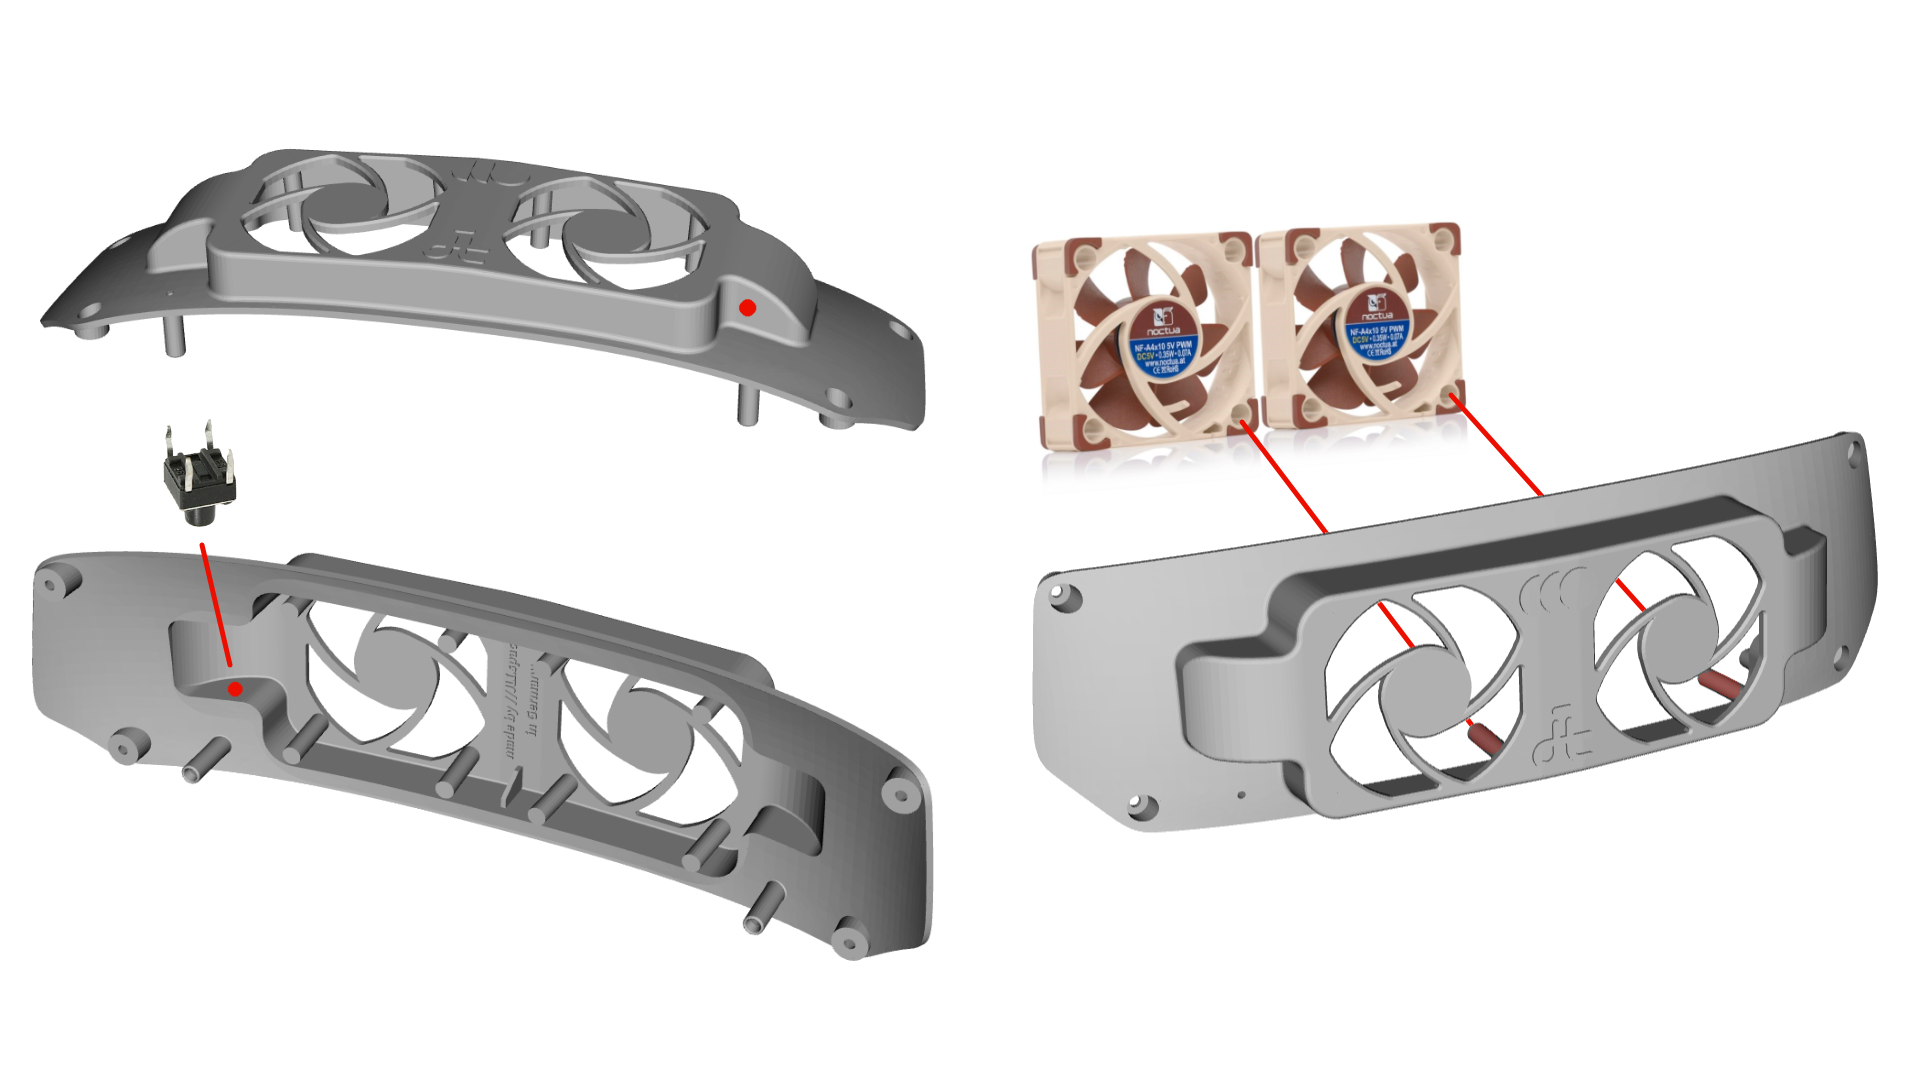 noctua
NF-A4x10 5V PWM
DC5V • 0.35W • 0.07A
www.noctua.at
noctua
NF-A4x10 5V PWM
DC5V • 0.35W • 0.07A
www.noctua.at
made by
in Germany